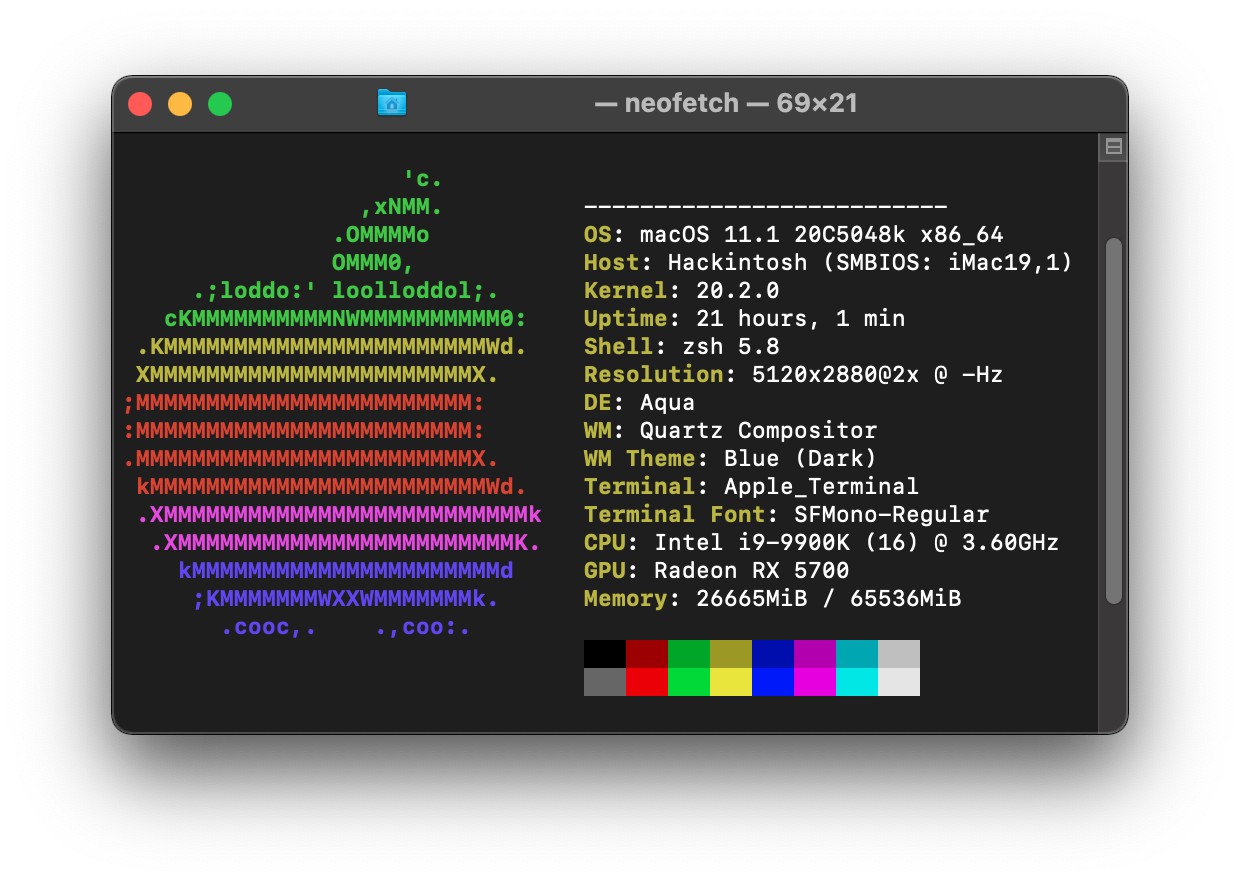 — neofetch — 69×21
'c.
,xNMM.
--------------------------
.OMMMMo
OS: macOS 11.1 20C5048k x86_64
OMMM0,
Host: Hackintosh (SMBIOS: iMac19,1)
.;loddo:' loolloddol;.
Kernel: 20.2.0
cKMMMMMMMMMMNWMMMMMMMMMM0:
Uptime: 21 hours, 1 min
.KMMMMMMMMMMMMMMMMMMMMMMMWd.
Shell: zsh 5.8
XMMMMMMMMMMMMMMMMMMMMMMMX.
Resolution: 5120x2880@2x @ -Hz
;MMMMMMMMMMMMMMMMMMMMMMMM:
DE: Aqua
:MMMMMMMMMMMMMMMMMMMMMMMM:
WM: Quartz Compositor
.MMMMMMMMMMMMMMMMMMMMMMMMX.
WM Theme: Blue (Dark)
kMMMMMMMMMMMMMMMMMMMMMMMMWd.
Terminal: Apple_Terminal
.XMMMMMMMMMMMMMMMMMMMMMMMMMMk
Terminal Font: SFMono-Regular
.XMMMMMMMMMMMMMMMMMMMMMMMMK.
CPU: Intel i9-9900K (16) @ 3.60GHz
kMMMMMMMMMMMMMMMMMMMMMMd
GPU: Radeon RX 5700
;KMMMMMMMWXXWMMMMMMMk.
Memory: 26665MiB / 65536MiB
.cooc,.    .,coo:.